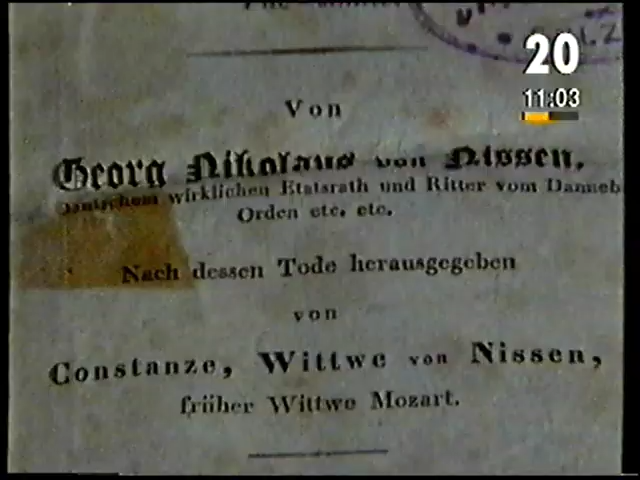 20
11:03
Von
Georg Nikolaus von Nissen,
wirklichen Etatsrath und Ritter vom Danneb
Orden etc. etc.
Nach dessen Tode herausgegeben
von
Constanze, Wittwe von Nissen,
früher Wittwe Mozart.